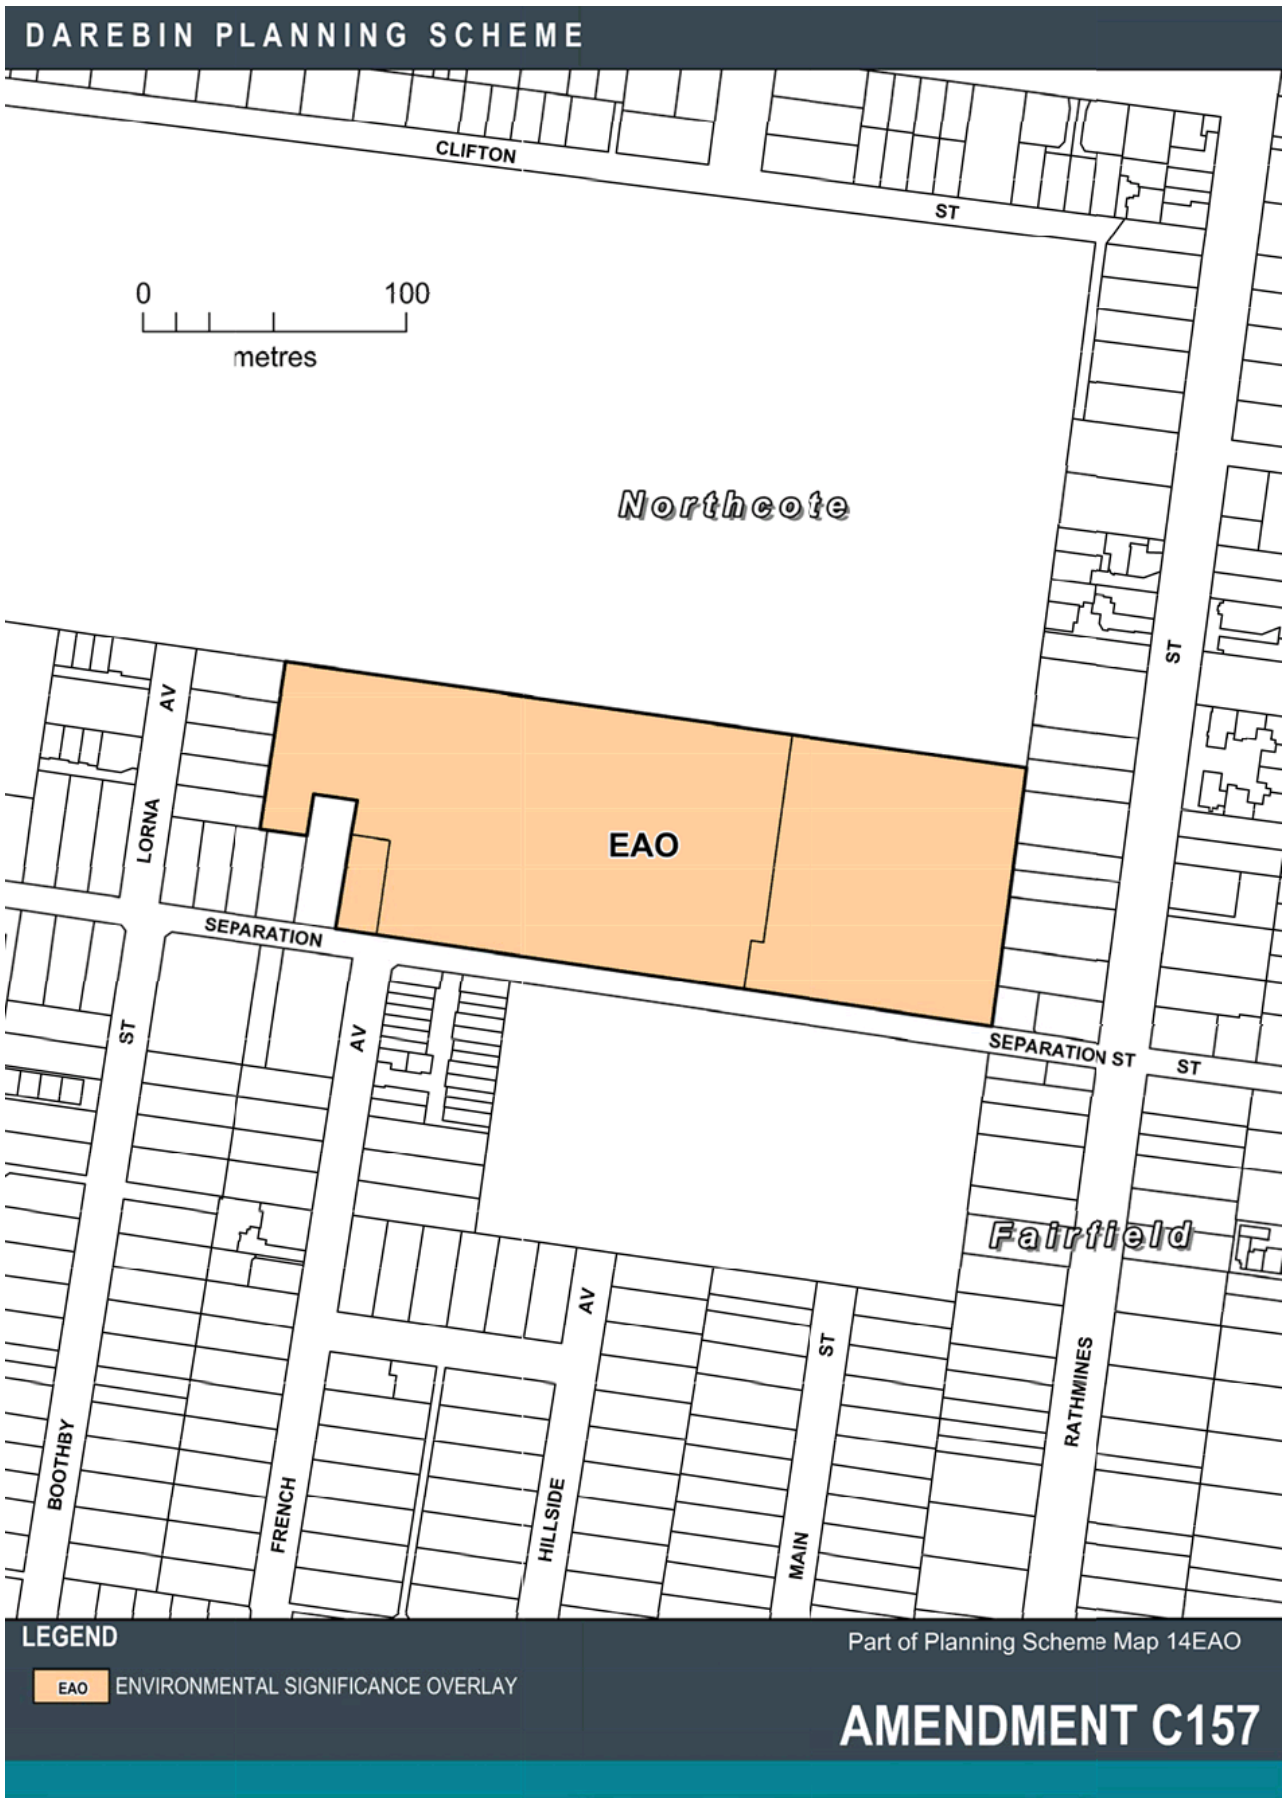 DAREBIN PLANNING SCHEME
CLIFTON
ST
0 100
metres
Northcote
ST
AV
LORNA
EAO
SEPARATION
SEPARATION ST
ST
ST
AV
Fairfield
AV
ST
RATHMINES
BOOTHBY
FRENCH
HILLSIDE
MAIN
LEGEND
Part of Planning Scheme Map 14EAO
EAO ENVIRONMENTAL SIGNIFICANCE OVERLAY
AMENDMENT C157